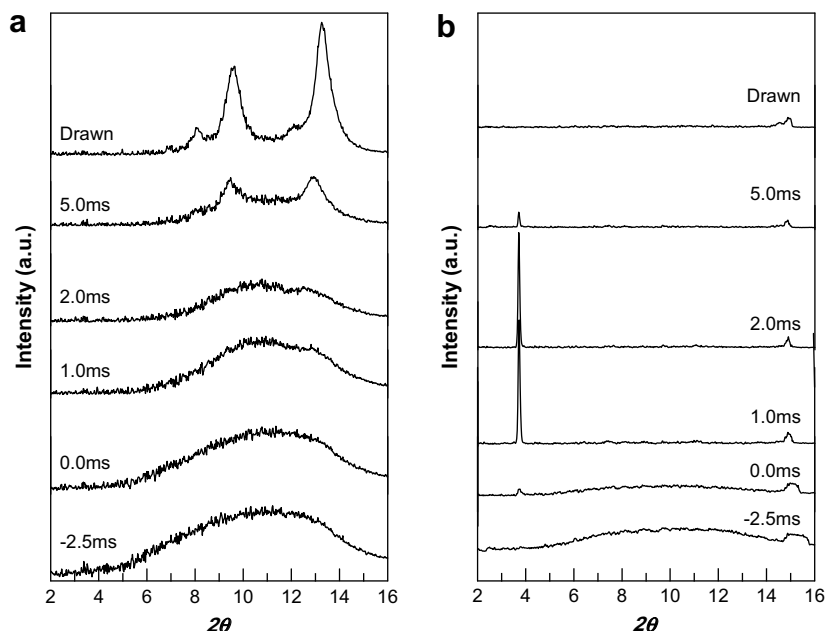 a
Drawn
5.0ms
2.0ms
1.0ms
0.0ms
-2.5ms
Intensity (a.u.)
2 4 6 8 10 12 14 16
2θ
b
Drawn
5.0ms
2.0ms
1.0ms
0.0ms
-2.5ms
Intensity (a.u.)
2 4 6 8 10 12 14 16
2θ